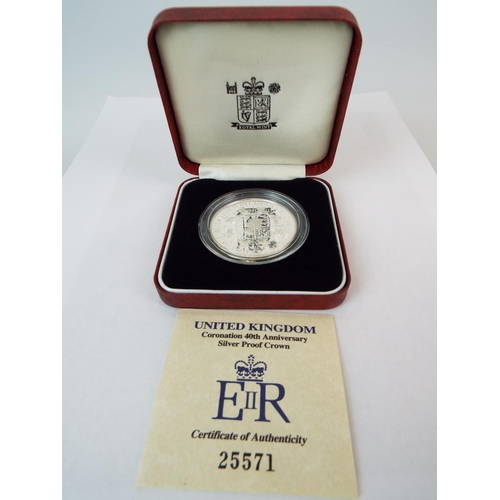 ROYAL MINT
UNITED KINGDOM
Coronation 40th Anniversary
Silver Proof Crown
EIIR
Certificate of Authenticity
25571